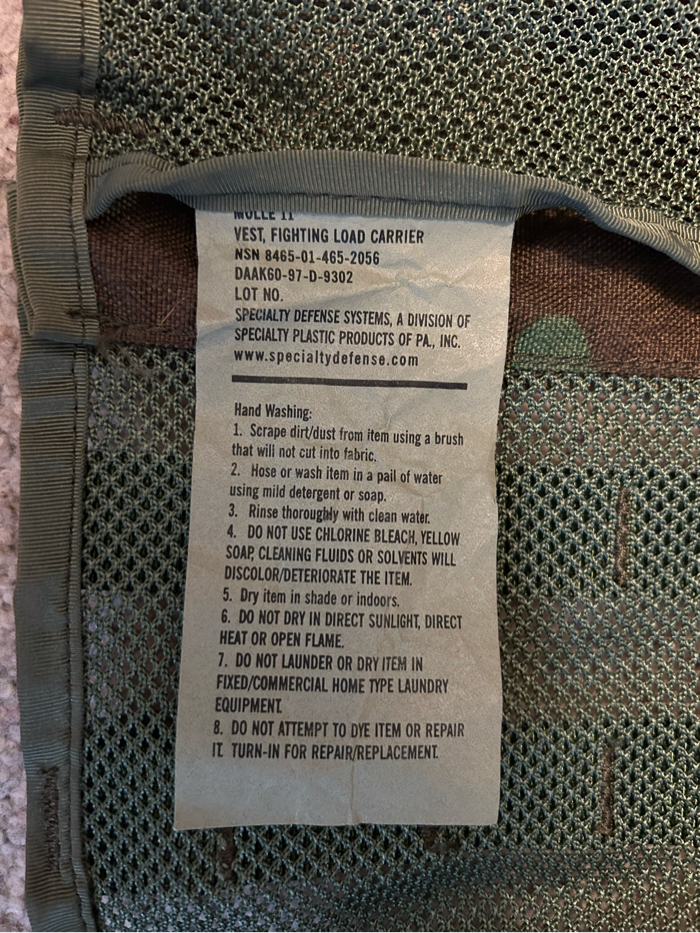 MOLLE II
VEST, FIGHTING LOAD CARRIER
NSN 8465-01-465-2056
DAAK60-97-D-9302
LOT NO.
SPECIALTY DEFENSE SYSTEMS, A DIVISION OF
SPECIALTY PLASTIC PRODUCTS OF PA., INC.
www.specialtydefense.com
Hand Washing:
1. Scrape dirt/dust from item using a brush
that will not cut into fabric.
2. Hose or wash item in a pail of water
using mild detergent or soap.
3. Rinse thoroughly with clean water.
4. DO NOT USE CHLORINE BLEACH, YELLOW
SOAP, CLEANING FLUIDS OR SOLVENTS WILL
DISCOLOR/DETERIORATE THE ITEM.
5. Dry item in shade or indoors.
6. DO NOT DRY IN DIRECT SUNLIGHT, DIRECT
HEAT OR OPEN FLAME.
7. DO NOT LAUNDER OR DRY ITEM IN
FIXED/COMMERCIAL HOME TYPE LAUNDRY
EQUIPMENT.
8. DO NOT ATTEMPT TO DYE ITEM OR REPAIR
IT. TURN-IN FOR REPAIR/REPLACEMENT.